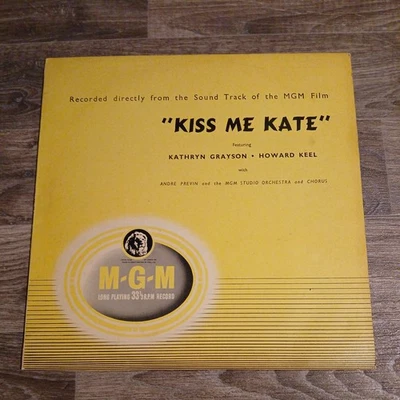 Recorded directly from the Sound Track of the MGM Film
"KISS ME KATE"
Featuring
KATHRYN GRAYSON • HOWARD KEEL
with
ANDRE PREVIN and the MGM STUDIO ORCHESTRA and CHORUS
M-G-M
LONG PLAYING 33⅓ R.P.M RECORD